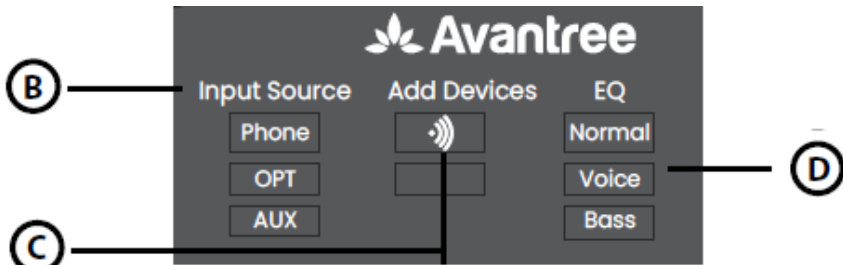 Avantree
B
Input Source Add Devices EQ
Phone Normal
OPT Voice
D
AUX Bass
C